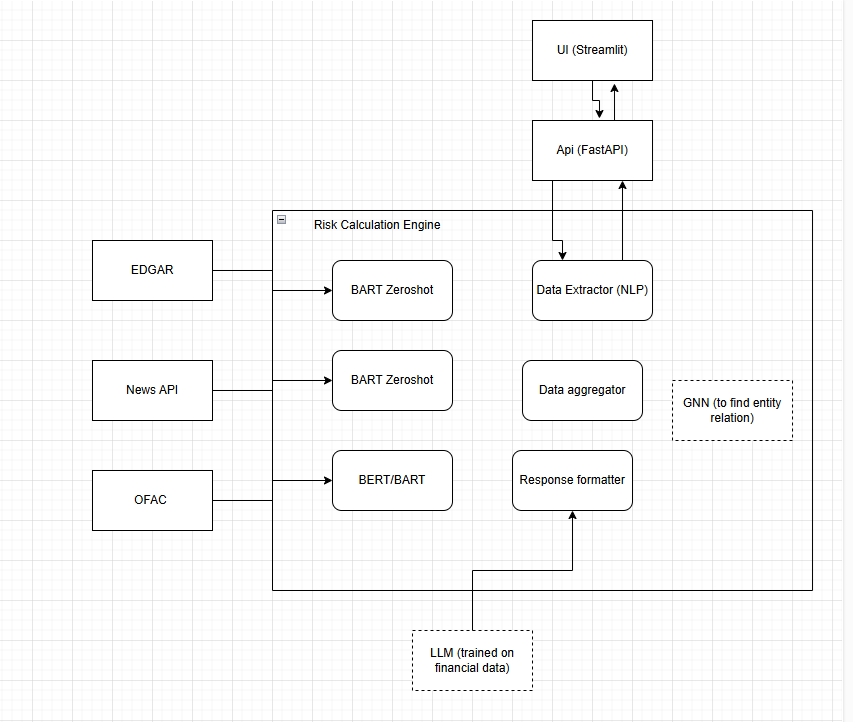 UI (Streamlit)
Api (FastAPI)
Risk Calculation Engine
EDGAR
BART Zeroshot
Data Extractor (NLP)
News API
BART Zeroshot
Data aggregator
GNN (to find entity
relation)
OFAC
BERT/BART
Response formatter
LLM (trained on
financial data)